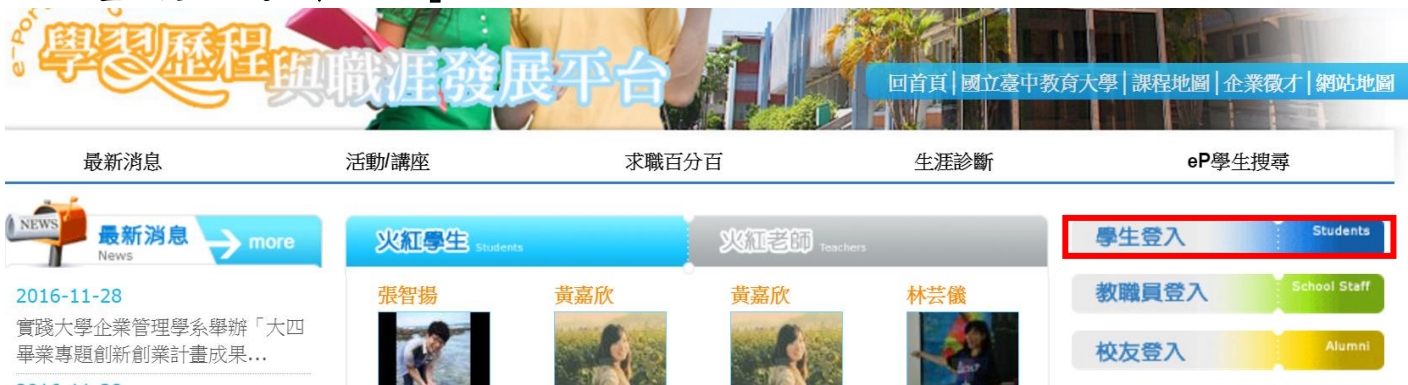 e-Por
學習歷程與職涯發展平台
回首頁|國立臺中教育大學|課程地圖|企業徵才|網站地圖
最新消息 活動/講座 求職百分百 生涯診斷 eP學生搜尋
NEWS
最新消息
News
more
2016-11-28
實踐大學企業管理學系舉辦「大四
畢業專題創新創業計畫成果...
火紅學生 Students
火紅老師 Teachers
張智揚 黃嘉欣 黃嘉欣 林芸儀
學生登入 Students
教職員登入 School Staff
校友登入 Alumni